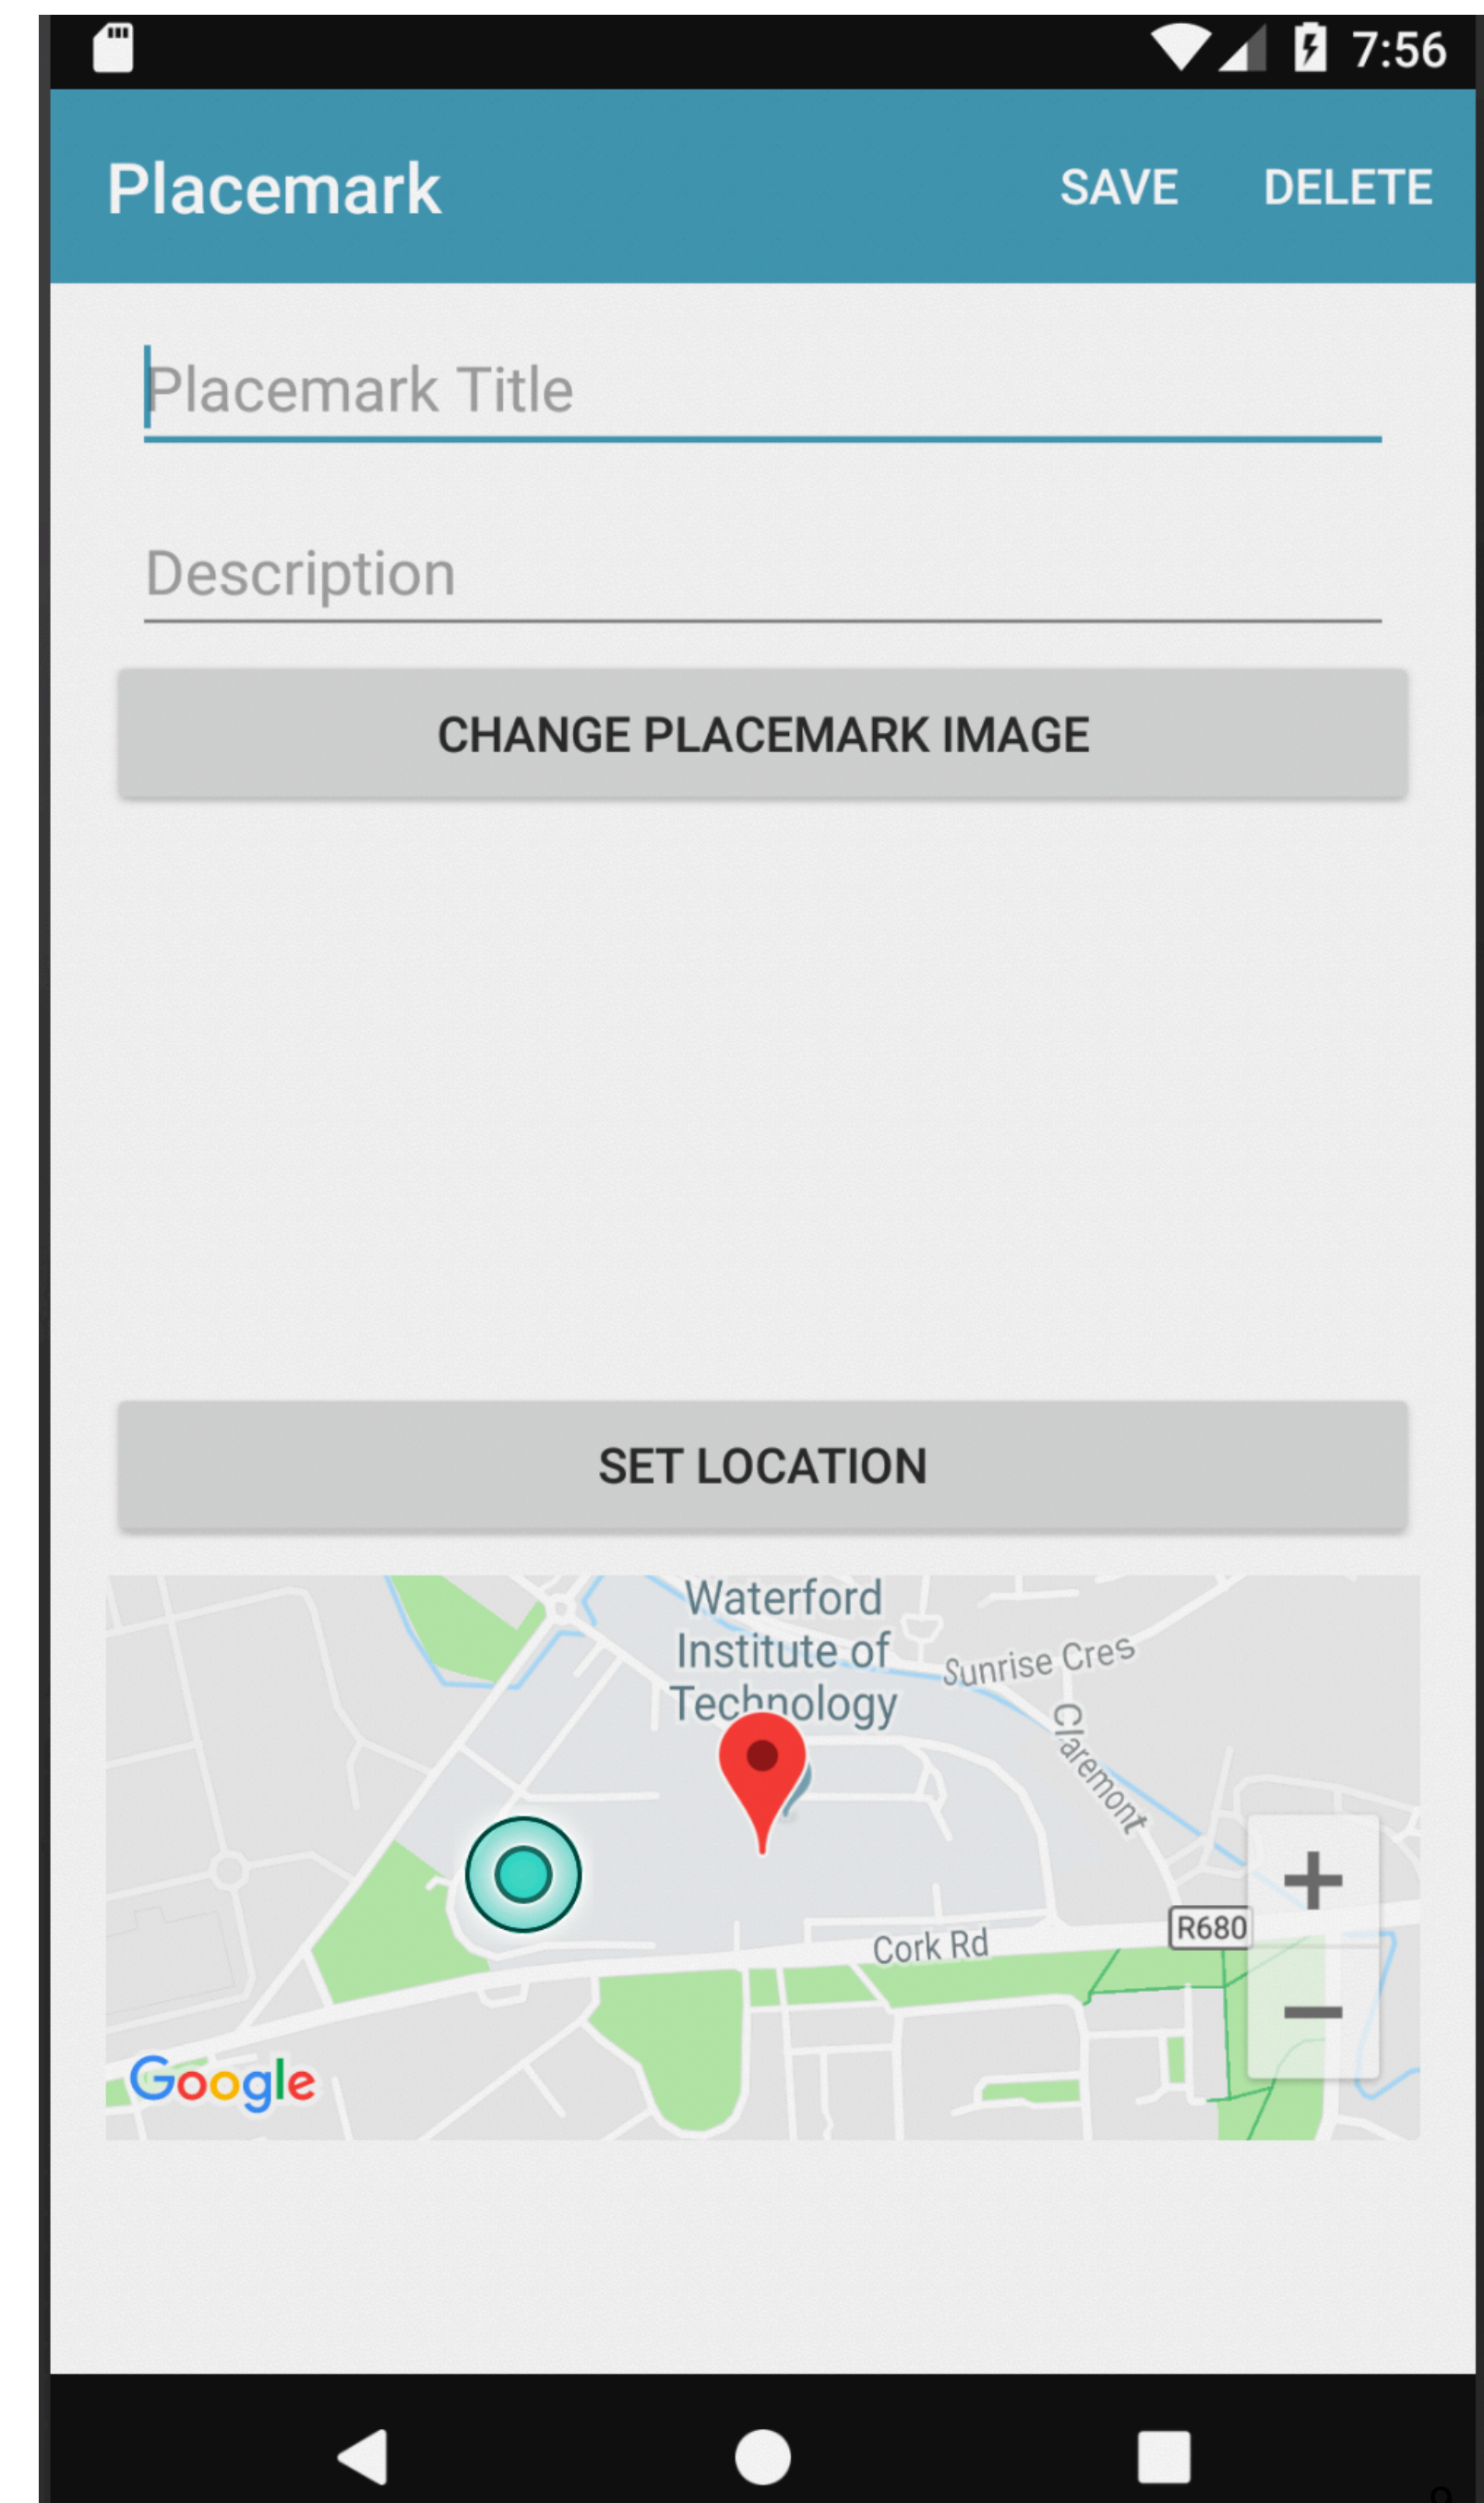 7:56
Placemark
SAVE DELETE
Placemark Title
Description
CHANGE PLACEMARK IMAGE
SET LOCATION
Waterford
Institute of
Technology
Sunrise Cres
Claremont
R680
Cork Rd
Google